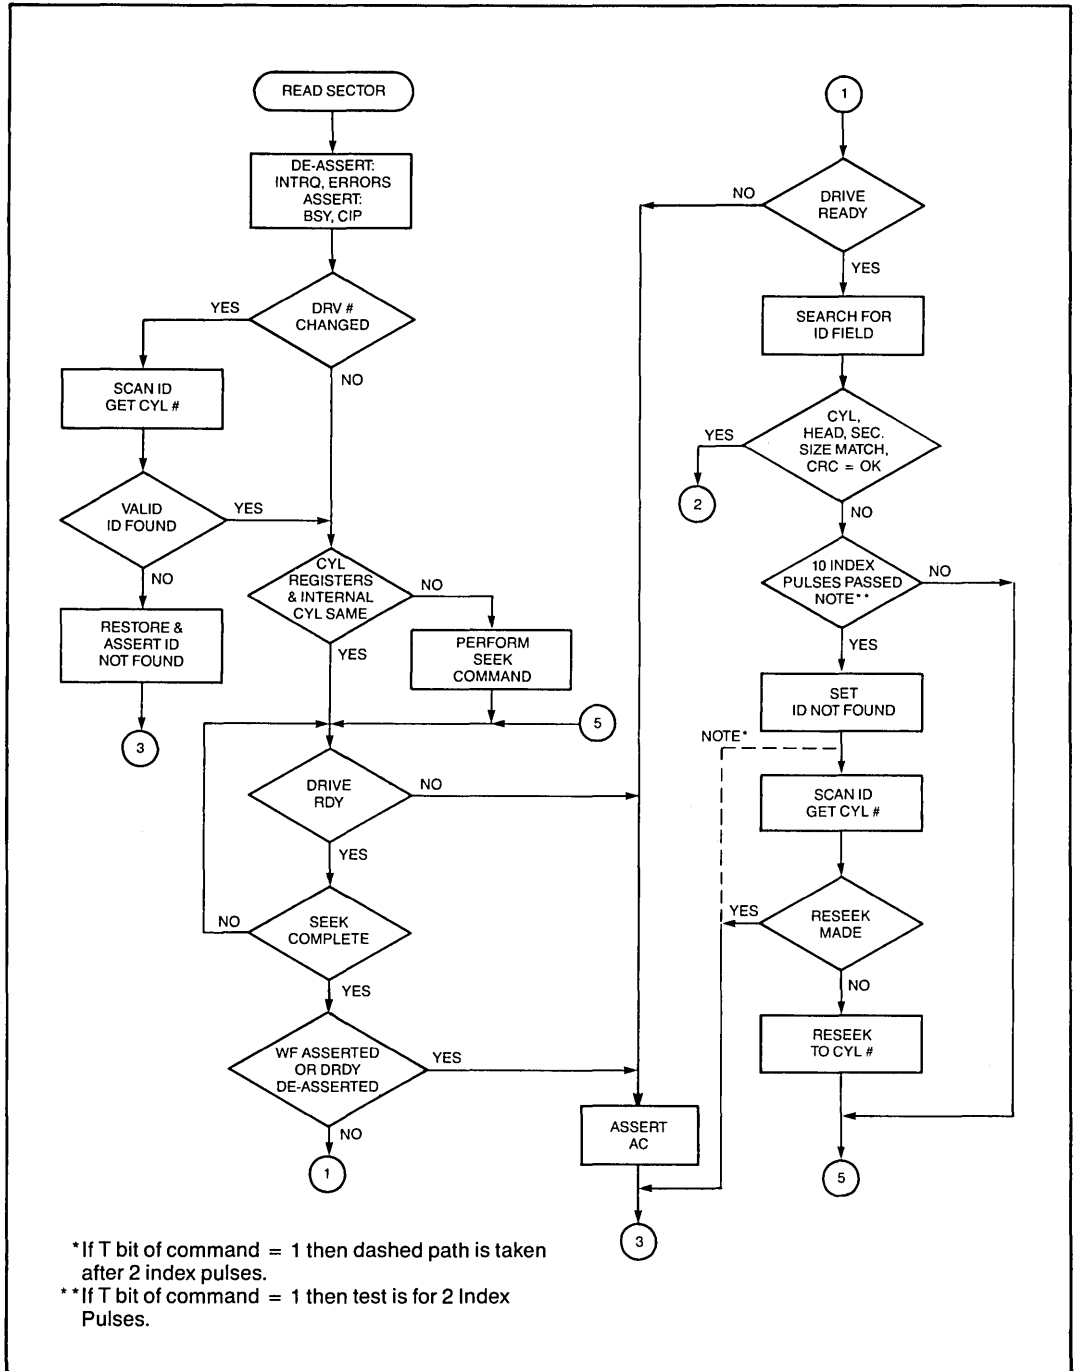 READ SECTOR
DE-ASSERT:
INTRQ, ERRORS
ASSERT:
BSY, CIP
DRV #
CHANGED
YES
NO
SCAN ID
GET CYL #
VALID
ID FOUND
YES
NO
RESTORE &
ASSERT ID
NOT FOUND
3
CYL
REGISTERS
& INTERNAL
CYL SAME
NO
YES
PERFORM
SEEK
COMMAND
5
DRIVE
RDY
NO
YES
SEEK
COMPLETE
NO
YES
WF ASSERTED
OR DRDY
DE-ASSERTED
YES
NO
1
1
DRIVE
READY
NO
YES
SEARCH FOR
ID FIELD
CYL,
HEAD, SEC.
SIZE MATCH,
CRC = OK
YES
2
NO
10 INDEX
PULSES PASSED
NOTE**
NO
YES
SET
ID NOT FOUND
NOTE*
SCAN ID
GET CYL #
RESEEK
MADE
YES
NO
RESEEK
TO CYL #
5
ASSERT
AC
3
*If T bit of command = 1 then dashed path is taken
after 2 index pulses.
**If T bit of command = 1 then test is for 2 Index
Pulses.